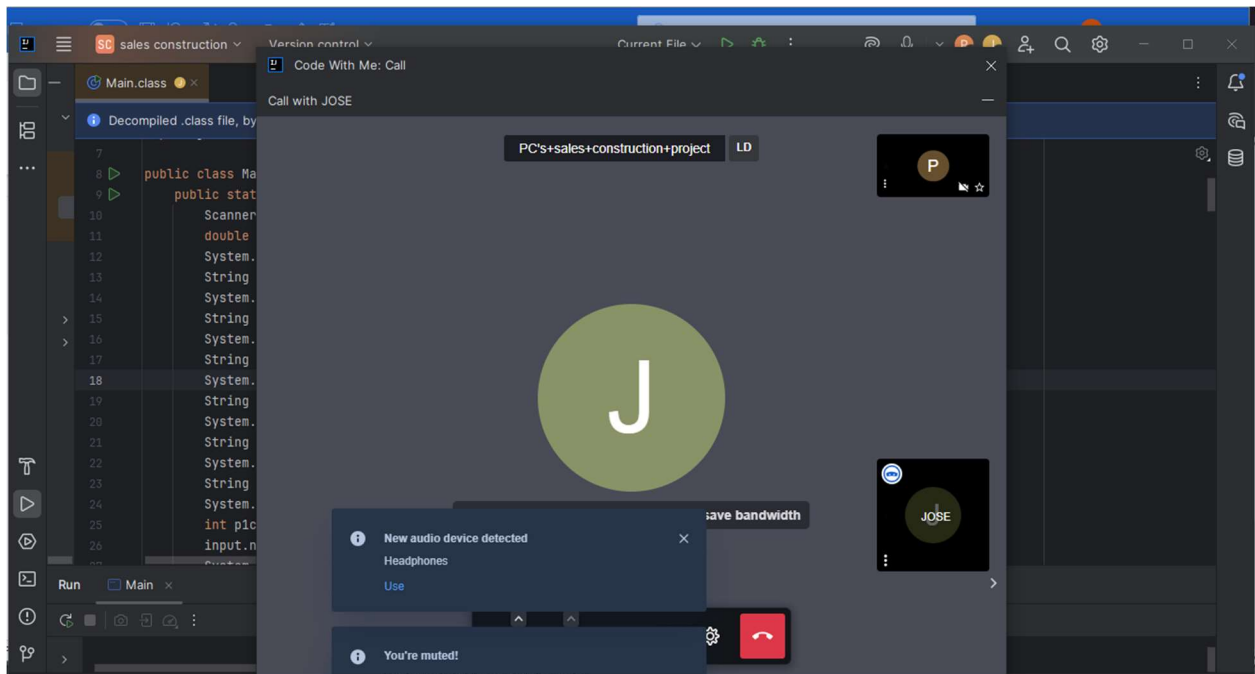 SC sales construction
Version control
Current File
P
J
Code With Me: Call
Main.class
J
Call with JOSE
Decompiled .class file, by
PC's+sales+construction+project
LD
P
7
8 public class Ma
9 public stat
10 Scanner
11 double
12 System.
13 String
14 System.
15 String
16 System.
17 String
18 System.
19 String
20 System.
21 String
22 System.
23 String
24 System.
25 int p1c
26 input.n
J
JOSE
save bandwidth
New audio device detected
Headphones
Use
You're muted!
Run
Main